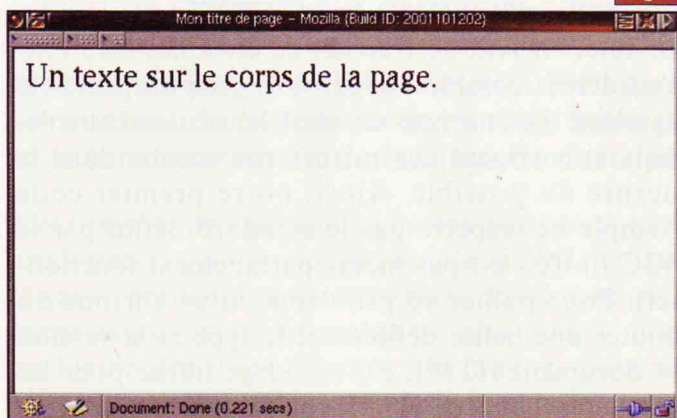 Mon titre de page - Mozilla {Build ID: 2001101202}
Un texte sur le corps de la page.
Document: Done (0.221 secs)